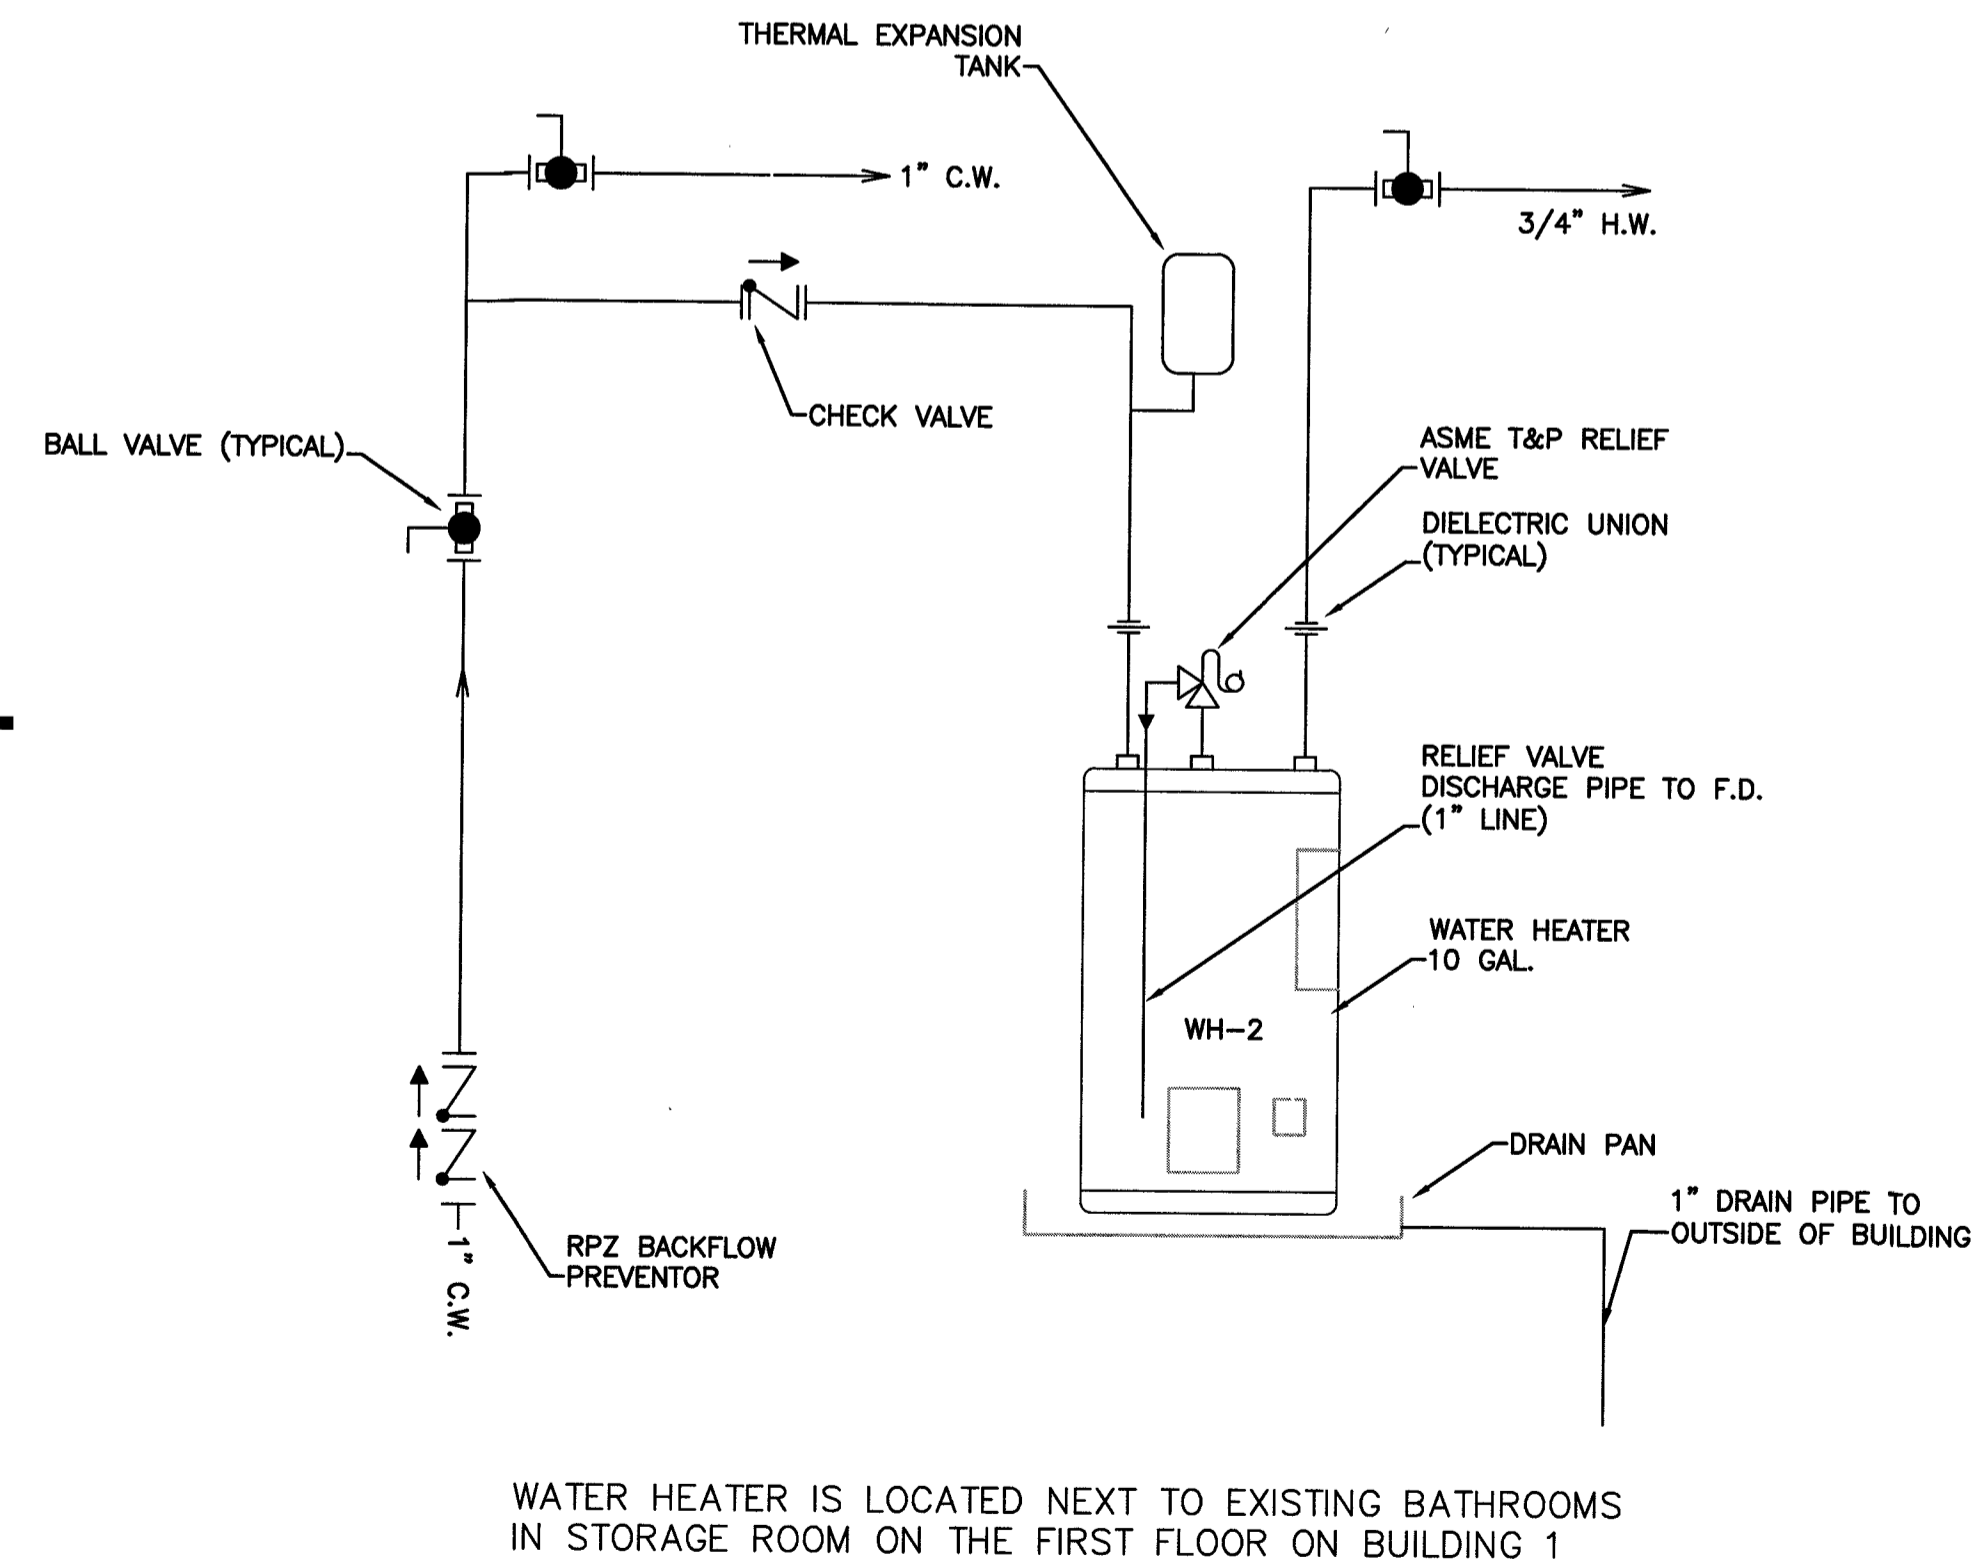 THERMAL EXPANSION
TANK
1" C.W.
3/4" H.W.
CHECK VALVE
BALL VALVE (TYPICAL)
ASME T&P RELIEF
VALVE
DIELECTRIC UNION
(TYPICAL)
RELIEF VALVE
DISCHARGE PIPE TO F.D.
(1" LINE)
WATER HEATER
10 GAL.
WH-2
DRAIN PAN
1" DRAIN PIPE TO
OUTSIDE OF BUILDING
RPZ BACKFLOW
PREVENTOR
1" C.W.
WATER HEATER IS LOCATED NEXT TO EXISTING BATHROOMS
IN STORAGE ROOM ON THE FIRST FLOOR ON BUILDING 1